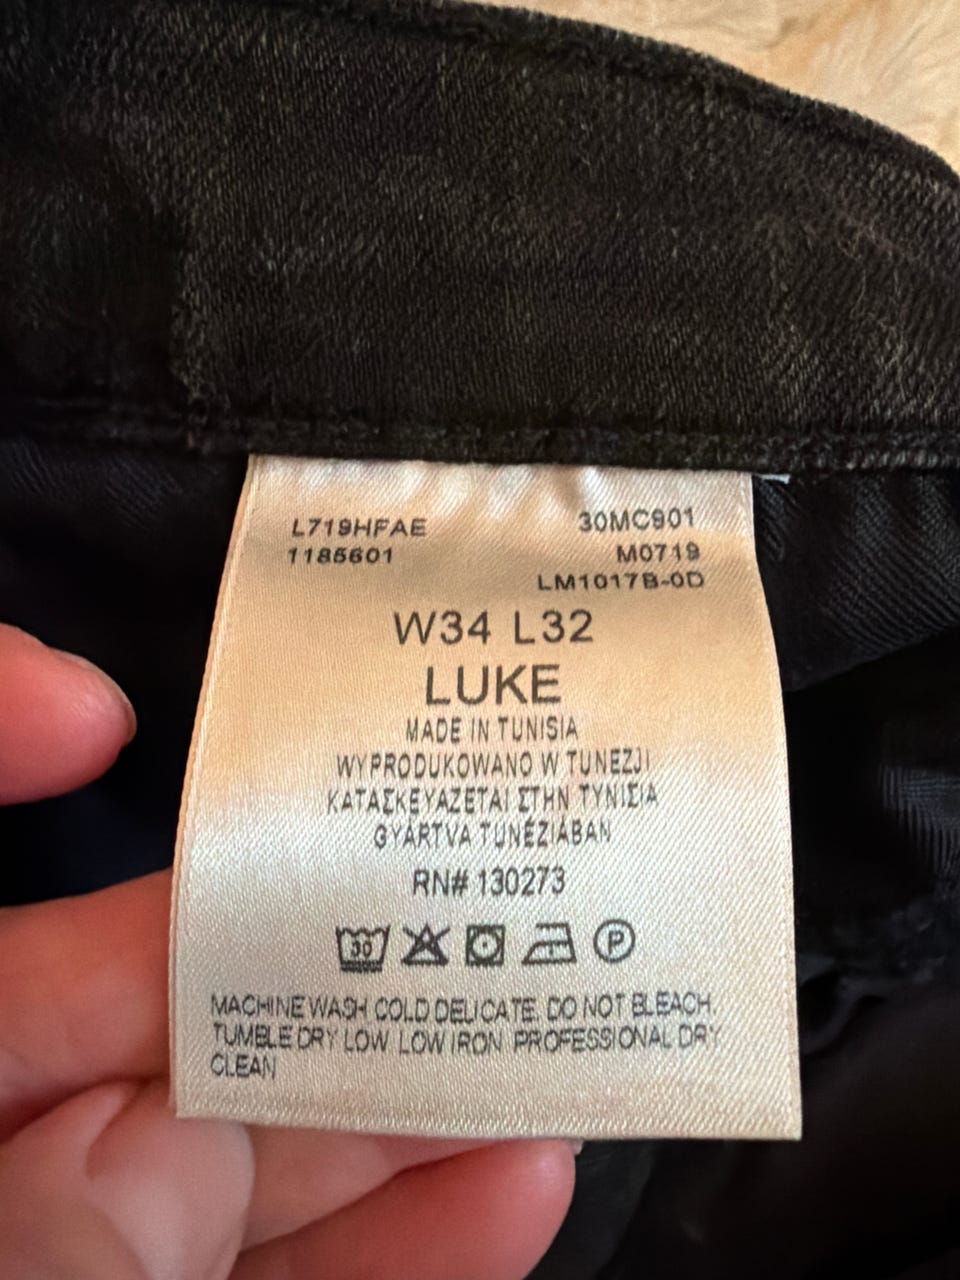 L719HFAE 30MC901
1185601 M0719
LM1017B-0D
W34 L32
LUKE
MADE IN TUNISIA
WYPRODUKOWANO W TUNEZJI
ΚΑΤΑΣΚΕΥΑΖΕΤΑΙ ΣΤΗΝ ΤΥΝΙΣΙΑ
GYÁRTVA TUNÉZIÁBAN
RN# 130273
30 P
MACHINE WASH COLD DELICATE. DO NOT BLEACH.
TUMBLE DRY LOW. LOW IRON. PROFESSIONAL DRY
CLEAN